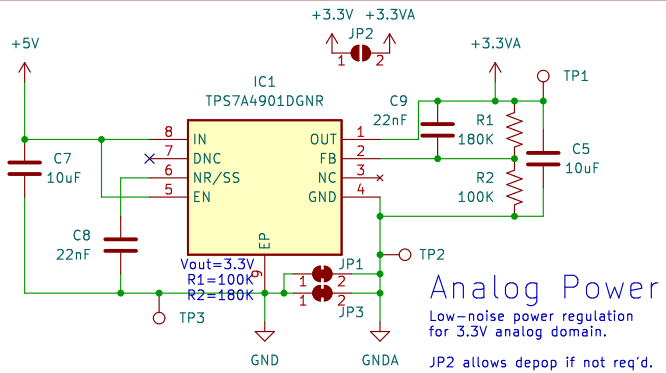 +3.3V
+3.3VA
JP2
1
2
+5V
+3.3VA
TP1
IC1
TPS7A4901DGNR
C9
22nF
R1
180K
C7
10uF
8
IN
OUT
1
7
DNC
FB
2
6
NR/SS
NC
3
5
EN
GND
4
EP
9
R2
100K
C5
10uF
C8
22nF
TP2
Vout=3.3V
R1=100K
R2=180K
JP1
1
2
JP3
1
2
TP3
GND
GNDA
Analog Power
Low-noise power regulation
for 3.3V analog domain.
JP2 allows depop if not req'd.